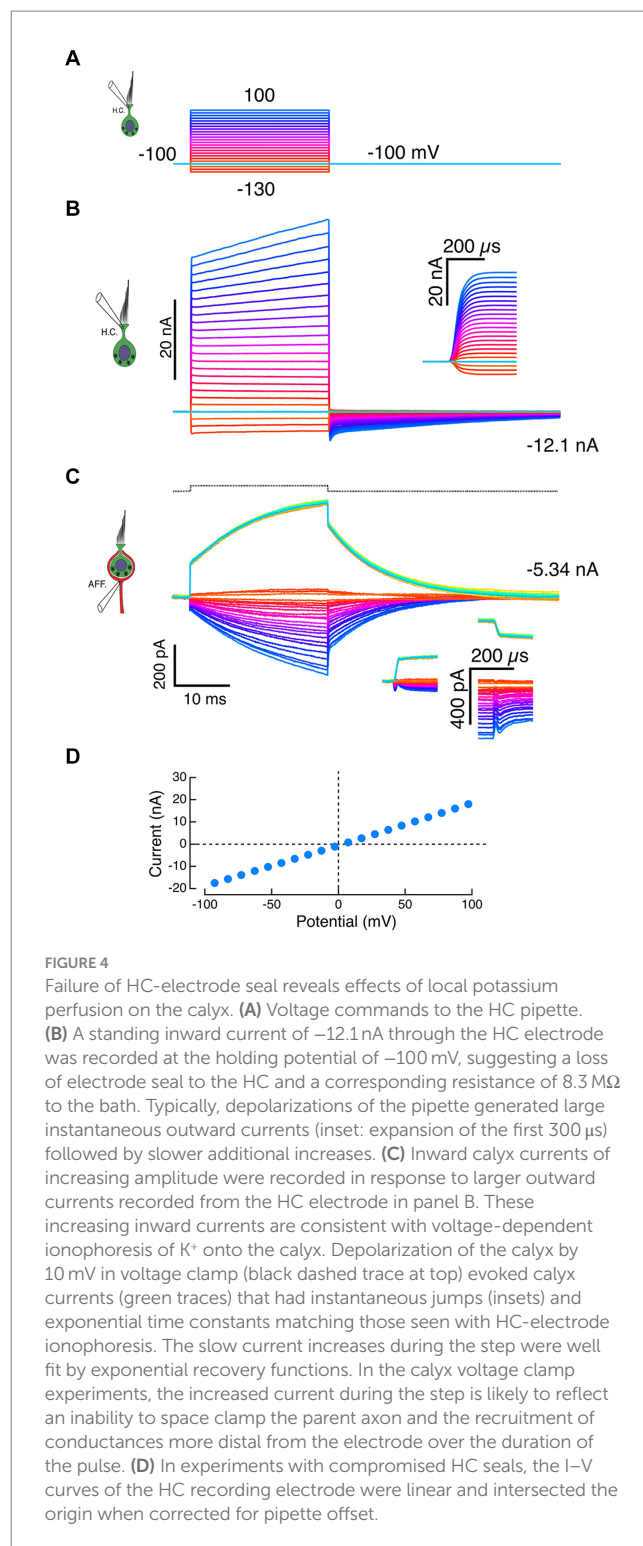 A
H.C.
100
-100
-100 mV
-130
B
H.C.
20 nA
200 µs
20 nA
-12.1 nA
C
AFF.
-5.34 nA
200 pA
10 ms
200 µs
400 pA
D
Current (nA)
30
20
10
0
-10
-20
-100
-50
0
50
100
Potential (mV)
FIGURE 4
Failure of HC-electrode seal reveals effects of local potassium
perfusion on the calyx. (A) Voltage commands to the HC pipette.
(B) A standing inward current of −12.1 nA through the HC electrode
was recorded at the holding potential of −100 mV, suggesting a loss
of electrode seal to the HC and a corresponding resistance of 8.3 MΩ
to the bath. Typically, depolarizations of the pipette generated large
instantaneous outward currents (inset: expansion of the first 300 µs)
followed by slower additional increases. (C) Inward calyx currents of
increasing amplitude were recorded in response to larger outward
currents recorded from the HC electrode in panel B. These
increasing inward currents are consistent with voltage-dependent
ionophoresis of K⁺ onto the calyx. Depolarization of the calyx by
10 mV in voltage clamp (black dashed trace at top) evoked calyx
currents (green traces) that had instantaneous jumps (insets) and
exponential time constants matching those seen with HC-electrode
ionophoresis. The slow current increases during the step were well
fit by exponential recovery functions. In the calyx voltage clamp
experiments, the increased current during the step is likely to reflect
an inability to space clamp the parent axon and the recruitment of
conductances more distal from the electrode over the duration of
the pulse. (D) In experiments with compromised HC seals, the I–V
curves of the HC recording electrode were linear and intersected the
origin when corrected for pipette offset.